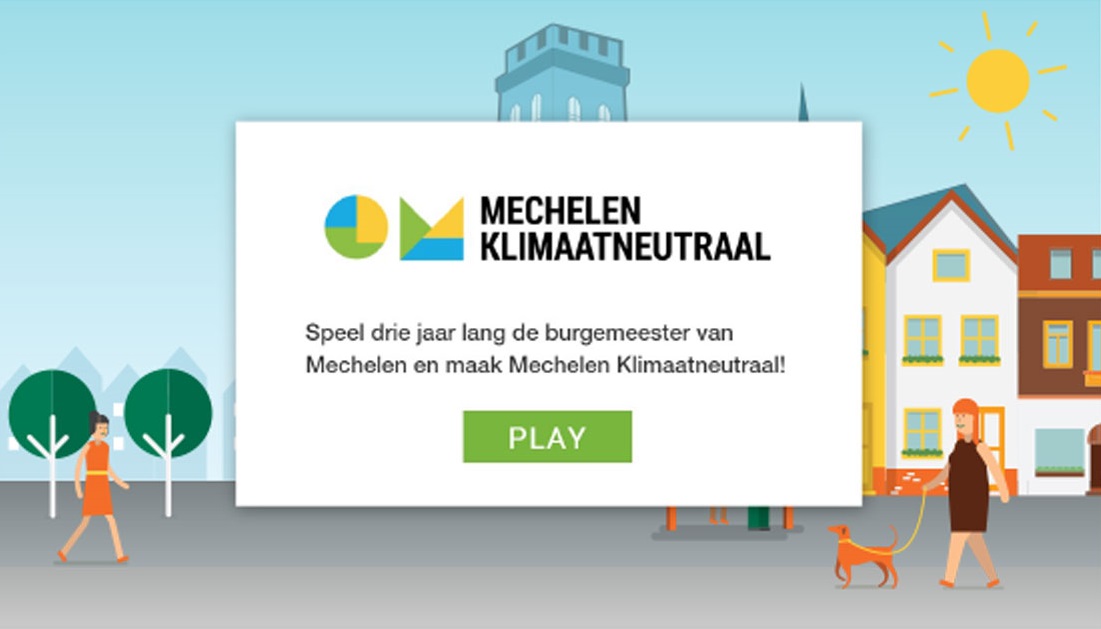 MECHELEN
KLIMAATNEUTRAAL
Speel drie jaar lang de burgemeester van
Mechelen en maak Mechelen Klimaatneutraal!
PLAY